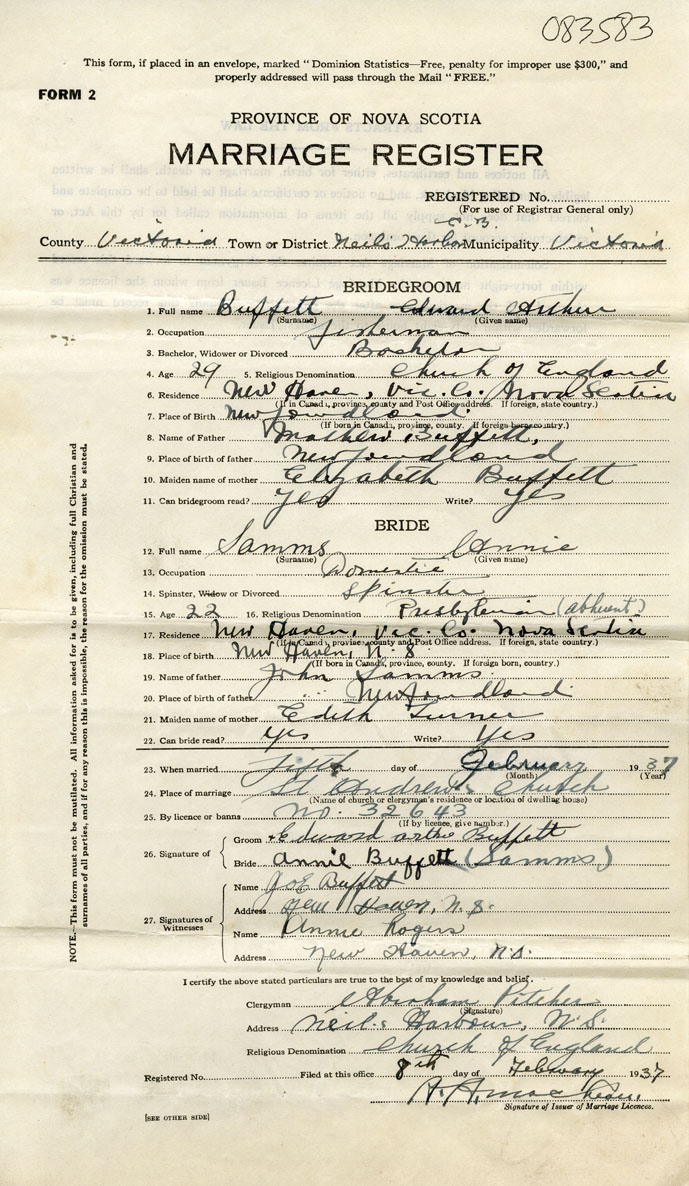 083583
This form, if placed in an envelope, marked "Dominion Statistics—Free, penalty for improper use $300," and
properly addressed will pass through the Mail "FREE."
FORM 2
PROVINCE OF NOVA SCOTIA
MARRIAGE REGISTER
REGISTERED No.
(For use of Registrar General only)
C.B.
County Victoria Town or District Neils Harbor Municipality Victoria
BRIDEGROOM
1. Full name Buffett Edward Arthur
(Surname) (Given name)
2. Occupation fisherman
3. Bachelor, Widower or Divorced Bachelor
4. Age 29 5. Religious Denomination Church of England
6. Residence New Haven, Vic. Co. Nova Scotia
(If in Canada, province, county and Post Office address. If foreign, state country.)
7. Place of Birth Newfoundland.
(If born in Canada, province, county. If foreign born, country.)
8. Name of Father Mathew Buffett,
9. Place of birth of father Newfoundland
10. Maiden name of mother Elizabeth Buffett
11. Can bridegroom read? Yes Write? Yes
BRIDE
12. Full name Samms Annie
(Surname) (Given name)
13. Occupation Domestic
14. Spinster, Widow or Divorced Spinster
15. Age 22 16. Religious Denomination Presbyterian (adherent)
17. Residence New Haven, Vic. Co. Nova Scotia
(If in Canada, province, county and Post Office address. If foreign, state country.)
18. Place of birth New Haven, N.S
(If born in Canada, province, county. If foreign born, country.)
19. Name of father John Samms.
20. Place of birth of father Newfoundland.
21. Maiden name of mother Edith Turner
22. Can bride read? Yes Write? Yes
23. When married fifth day of February 1937
(Month) (Year)
24. Place of marriage St Andrew's Church
(Name of church or clergyman's residence or location of dwelling house)
25. By licence or banns No. 32643
(If by licence, give number.)
26. Signature of Groom Edward Buffett
Bride Annie Buffett (Samms)
27. Signatures of Witnesses Name Joe Buffett
Address New Haven, N.S.
Name Annie Rogers
Address New Haven, N.S.
I certify the above stated particulars are true to the best of my knowledge and belief.
Clergyman Abraham Pitcher
(Signature)
Address Neil's Harbour, N.S.
Religious Denomination Church of England
Registered No. Filed at this office 8th day of February 1937
Signature of Issuer of Marriage Licences.
[SEE OTHER SIDE]
NOTE.—This form must not be mutilated. All information asked for is to be given, including full Christian and
surnames of all parties, and if for any reason this is impossible, the reason for the omission must be stated.